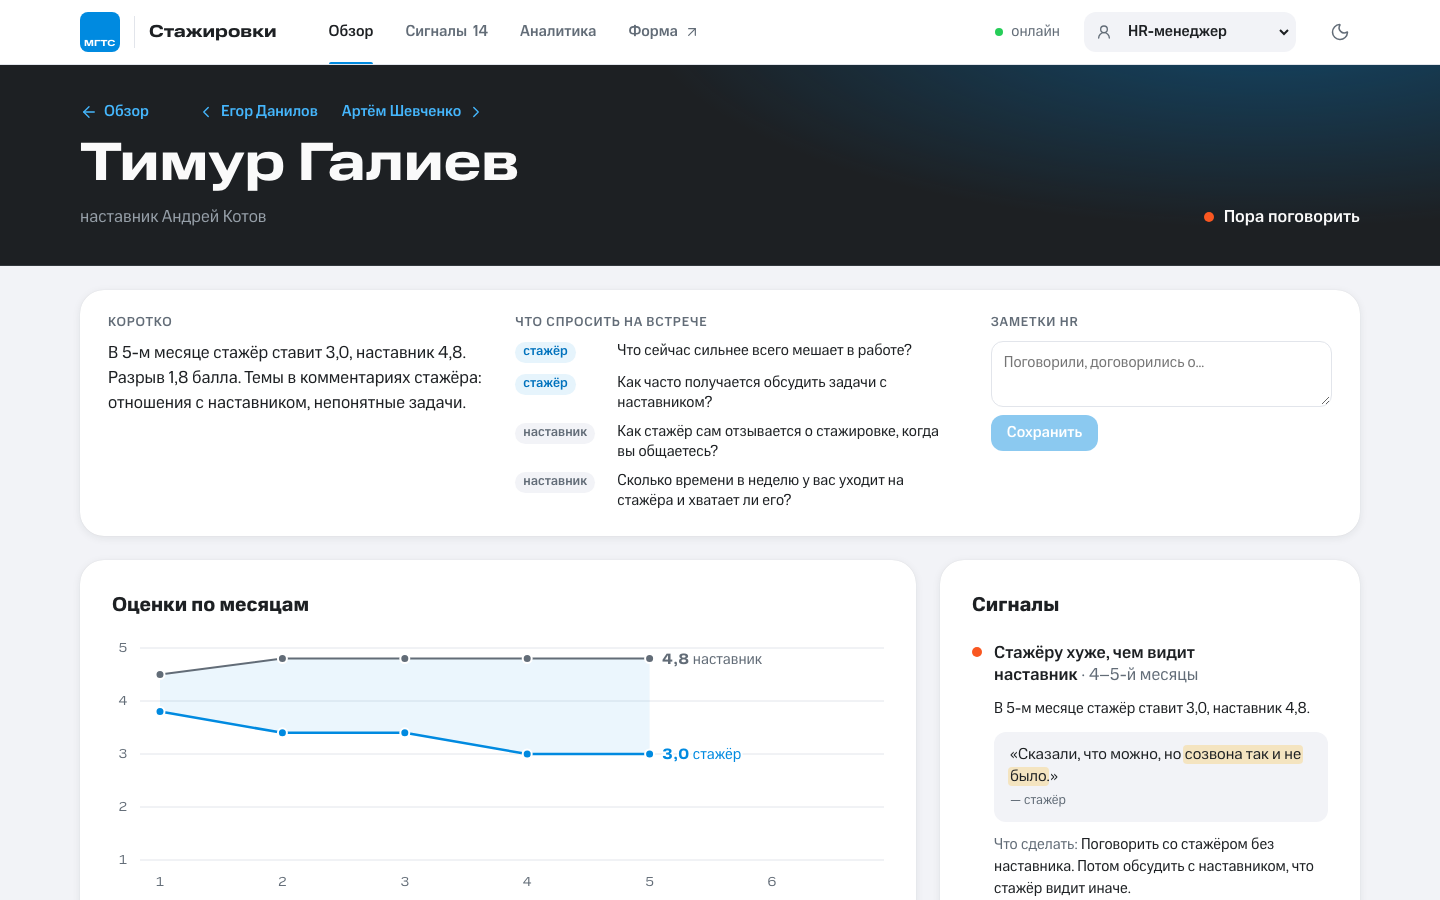 МГТС
Стажировки
Обзор
Сигналы 14
Аналитика
Форма
онлайн
HR-менеджер
Обзор
Егор Данилов
Артём Шевченко
Тимур Галиев
наставник Андрей Котов
Пора поговорить
КОРОТКО
В 5-м месяце стажёр ставит 3,0, наставник 4,8.
Разрыв 1,8 балла. Темы в комментариях стажёра:
отношения с наставником, непонятные задачи.
ЧТО СПРОСИТЬ НА ВСТРЕЧЕ
стажёр
Что сейчас сильнее всего мешает в работе?
стажёр
Как часто получается обсудить задачи с
наставником?
наставник
Как стажёр сам отзывается о стажировке, когда
вы общаетесь?
наставник
Сколько времени в неделю у вас уходит на
стажёра и хватает ли его?
ЗАМЕТКИ HR
Поговорили, договорились о...
Сохранить
Оценки по месяцам
5
4
3
2
1
4,8 наставник
3,0 стажёр
1 2 3 4 5 6
Сигналы
Стажёру хуже, чем видит
наставник · 4–5-й месяцы
В 5-м месяце стажёр ставит 3,0, наставник 4,8.
«Сказали, что можно, но созвона так и не
было.»
— стажёр
Что сделать: Поговорить со стажёром без
наставника. Потом обсудить с наставником, что
стажёр видит иначе.